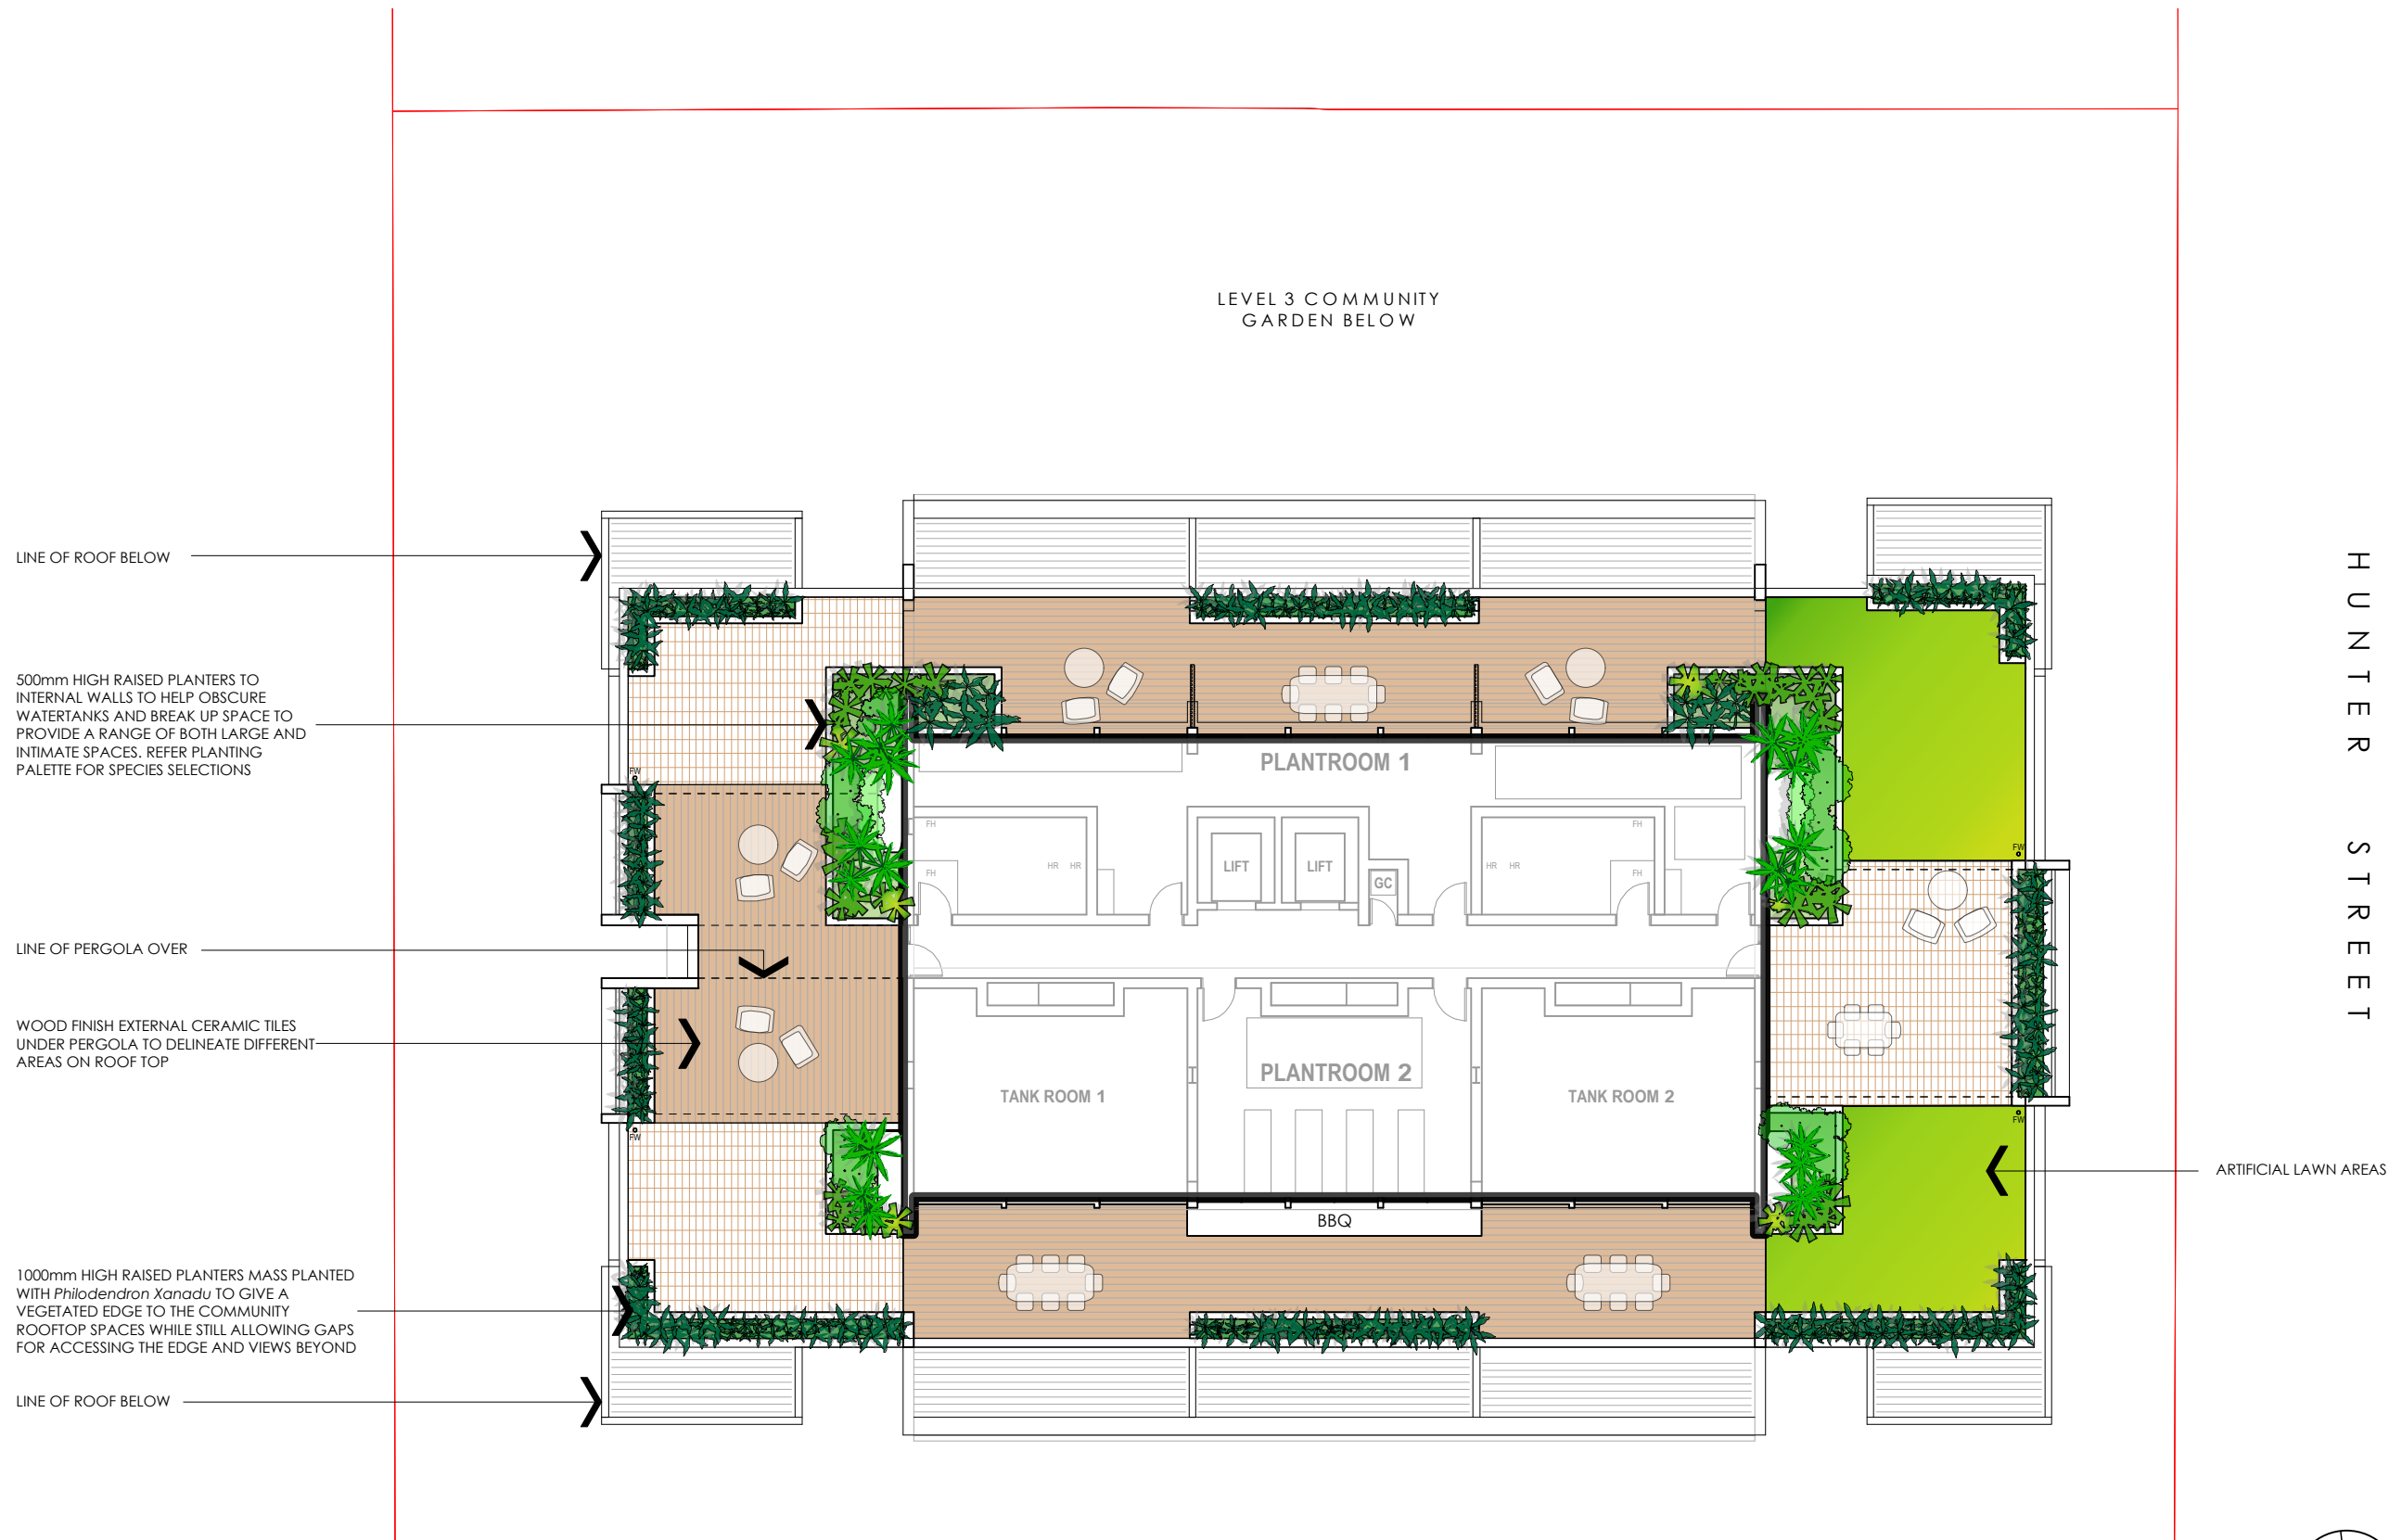 LEVEL 3 COMMUNITY
GARDEN BELOW
LINE OF ROOF BELOW
500mm HIGH RAISED PLANTERS TO
INTERNAL WALLS TO HELP OBSCURE
WATERTANKS AND BREAK UP SPACE TO
PROVIDE A RANGE OF BOTH LARGE AND
INTIMATE SPACES. REFER PLANTING
PALETTE FOR SPECIES SELECTIONS
LINE OF PERGOLA OVER
WOOD FINISH EXTERNAL CERAMIC TILES
UNDER PERGOLA TO DELINEATE DIFFERENT
AREAS ON ROOF TOP
1000mm HIGH RAISED PLANTERS MASS PLANTED
WITH Philodendron Xanadu TO GIVE A
VEGETATED EDGE TO THE COMMUNITY
ROOFTOP SPACES WHILE STILL ALLOWING GAPS
FOR ACCESSING THE EDGE AND VIEWS BEYOND
LINE OF ROOF BELOW
FW
FW
PLANTROOM 1
FH
HR HR
FH
LIFT
LIFT
GC
FH
HR HR
FH
TANK ROOM 1
PLANTROOM 2
TANK ROOM 2
BBQ
FW
FW
ARTIFICIAL LAWN AREAS
HUNTER STREET